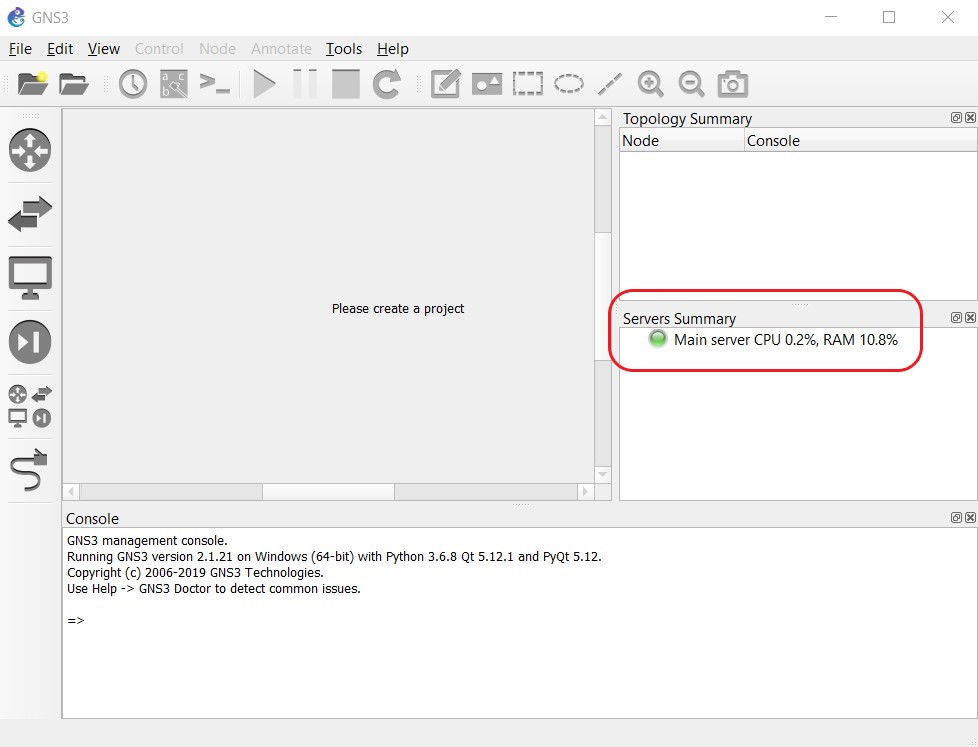 GNS3
File Edit View Control Node Annotate Tools Help
Please create a project
Topology Summary
Node Console
Servers Summary
Main server CPU 0.2%, RAM 10.8%
Console
GNS3 management console.
Running GNS3 version 2.1.21 on Windows (64-bit) with Python 3.6.8 Qt 5.12.1 and PyQt 5.12.
Copyright (c) 2006-2019 GNS3 Technologies.
Use Help -> GNS3 Doctor to detect common issues.
=>